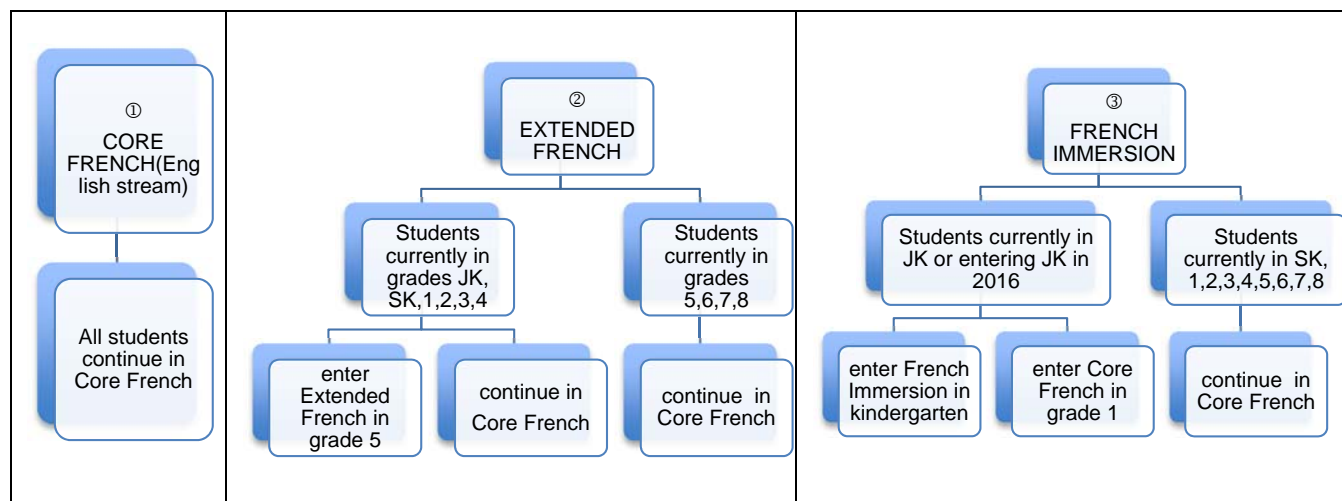 ①
CORE
FRENCH(Eng
lish stream)
All students
continue in
Core French
②
EXTENDED
FRENCH
Students
currently in
grades JK,
SK,1,2,3,4
Students
currently in
grades
5,6,7,8
enter
Extended
French in
grade 5
continue in
Core French
continue in
Core French
③
FRENCH
IMMERSION
Students currently in
JK or entering JK in
2016
Students
currently in SK,
1,2,3,4,5,6,7,8
enter French
Immersion in
kindergarten
enter Core
French in
grade 1
continue in
Core French